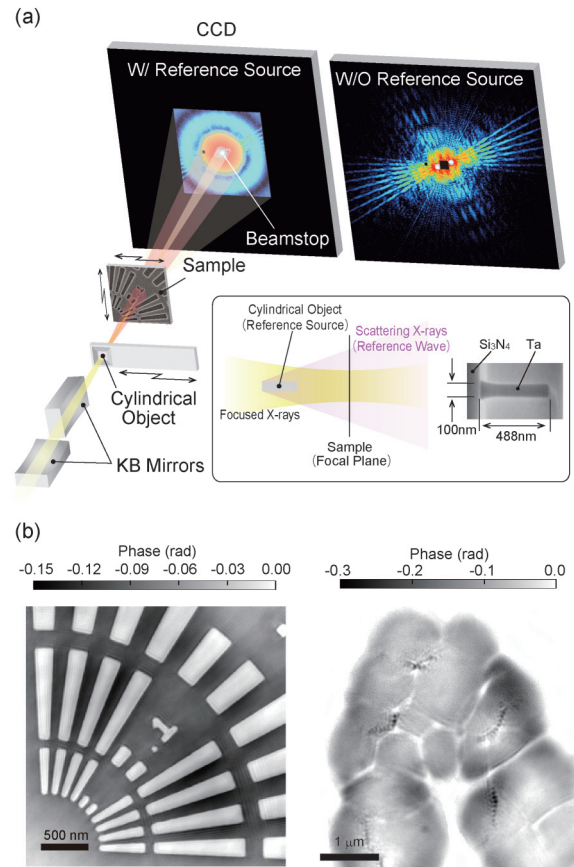 (a)
CCD
W/ Reference Source
W/O Reference Source
Beamstop
Sample
Cylindrical
Object
KB Mirrors
Cylindrical Object
(Reference Source)
Scattering X-rays
(Reference Wave)
Focused X-rays
Sample
(Focal Plane)
Si₃N₄
Ta
100nm
488nm
(b)
Phase (rad)
-0.15 -0.12 -0.09 -0.06 -0.03 0.00
.1
500 nm
Phase (rad)
-0.3 -0.2 -0.1 0.0
1 μm